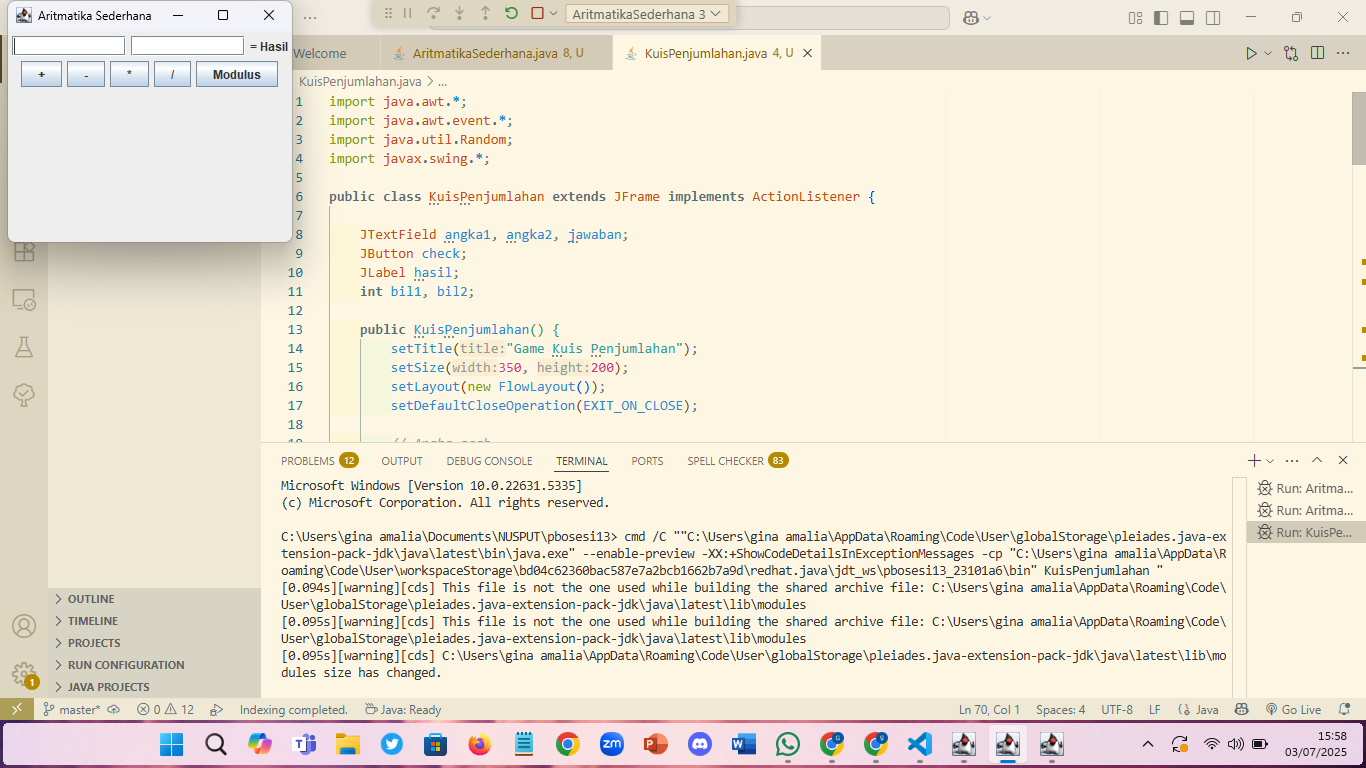 Aritmatika Sederhana
= Hasil
+ - * / Modulus
AritmatikaSederhana 3
Welcome
AritmatikaSederhana.java 8, U
KuisPenjumlahan.java 4, U
KuisPenjumlahan.java > ...
1 import java.awt.*;
2 import java.awt.event.*;
3 import java.util.Random;
4 import javax.swing.*;
5
6 public class KuisPenjumlahan extends JFrame implements ActionListener {
7
8 JTextField angka1, angka2, jawaban;
9 JButton check;
10 JLabel hasil;
11 int bil1, bil2;
12
13 public KuisPenjumlahan() {
14 setTitle(title:"Game Kuis Penjumlahan");
15 setSize(width:350, height:200);
16 setLayout(new FlowLayout());
17 setDefaultCloseOperation(EXIT_ON_CLOSE);
18
PROBLEMS 12 OUTPUT DEBUG CONSOLE TERMINAL PORTS SPELL CHECKER 83
Microsoft Windows [Version 10.0.22631.5335]
(c) Microsoft Corporation. All rights reserved.
C:\Users\gina amalia\Documents\NUSPUT\pbosesi13> cmd /C ""C:\Users\gina amalia\AppData\Roaming\Code\User\globalStorage\pleiades.java-ex
tension-pack-jdk\java\latest\bin\java.exe" --enable-preview -XX:+ShowCodeDetailsInExceptionMessages -cp "C:\Users\gina amalia\AppData\R
oaming\Code\User\workspaceStorage\bd04c62360bac587e7a2bcb1662b7a9d\redhat.java\jdt_ws\pbosesi13_23101a6\bin" KuisPenjumlahan "
[0.094s][warning][cds] This file is not the one used while building the shared archive file: C:\Users\gina amalia\AppData\Roaming\Code\
User\globalStorage\pleiades.java-extension-pack-jdk\java\latest\lib\modules
[0.095s][warning][cds] This file is not the one used while building the shared archive file: C:\Users\gina amalia\AppData\Roaming\Code\
User\globalStorage\pleiades.java-extension-pack-jdk\java\latest\lib\modules
[0.095s][warning][cds] C:\Users\gina amalia\AppData\Roaming\Code\User\globalStorage\pleiades.java-extension-pack-jdk\java\latest\lib\mo
dules size has changed.
Run: Aritma...
Run: Aritma...
Run: KuisPe...
OUTLINE
TIMELINE
PROJECTS
RUN CONFIGURATION
JAVA PROJECTS
1
master* 0 12 Indexing completed. Java: Ready Ln 70, Col 1 Spaces: 4 UTF-8 LF Java Go Live
zm
15:58
03/07/2025